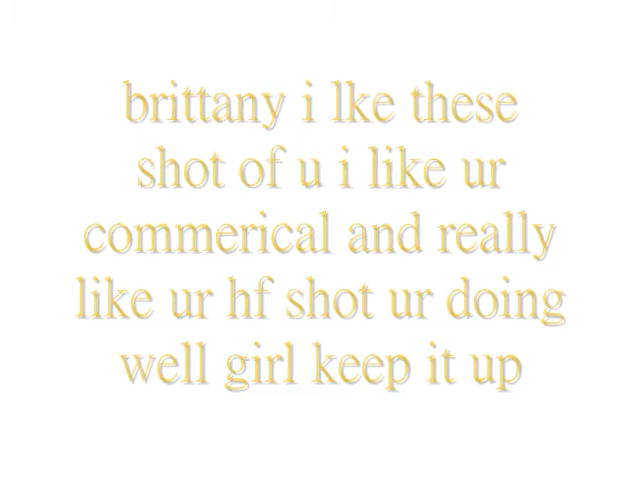 brittany i lke these
shot of u i like ur
commerical and really
like ur hf shot ur doing
well girl keep it up